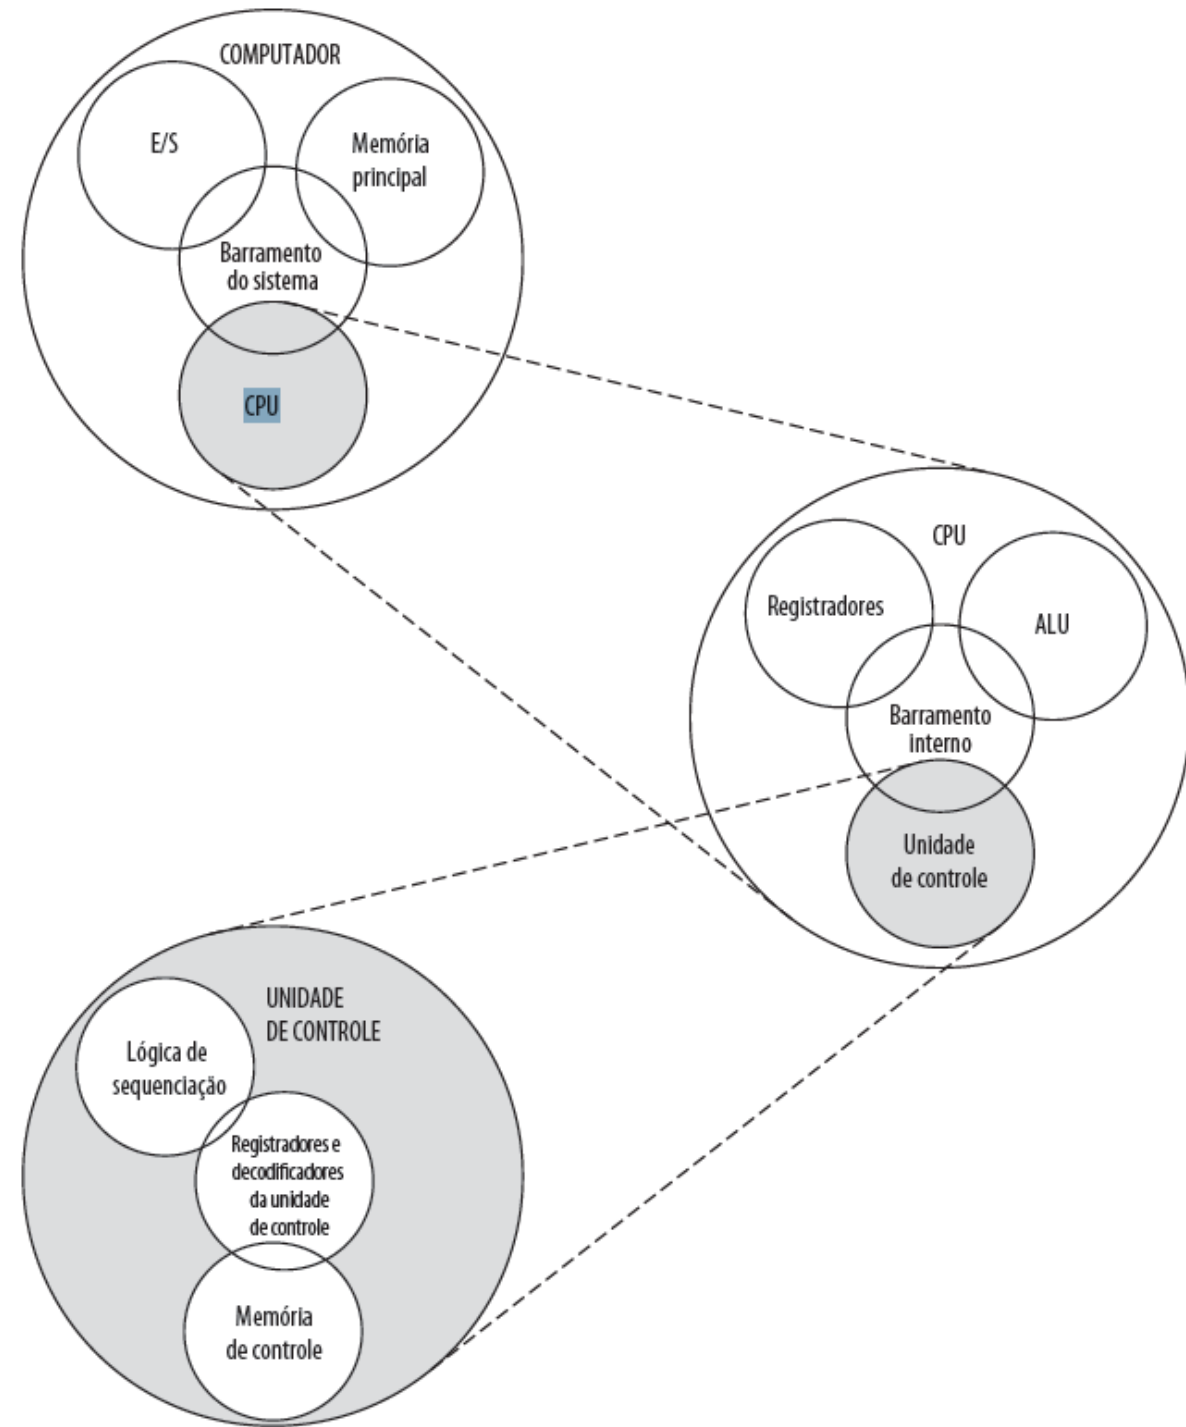 COMPUTADOR
E/S
Memória
principal
Barramento
do sistema
CPU
CPU
Registradores
ALU
Barramento
interno
Unidade
de controle
UNIDADE
DE CONTROLE
Lógica de
sequenciação
Registradores e
decodificadores
da unidade
de controle
Memória
de controle